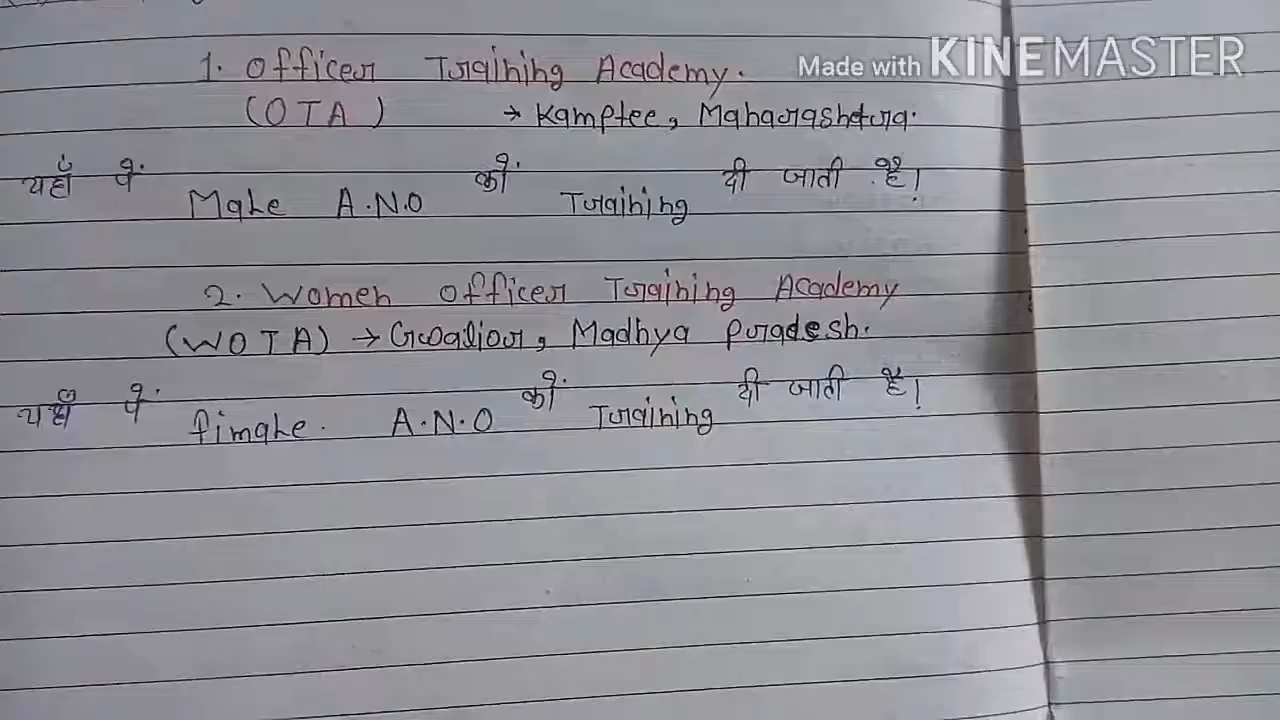 Made with KINEMASTER
1. Officer Training Academy.
(OTA) → Kamptee, Maharashtra.
यहाँ पें Male A.N.O कों Training दी जाती है।
2. Women Officer Training Academy
(WOTA) → Gwalior, Madhya Pradesh.
यहाँ पें fimale. A.N.O कों Training दी जाती है।